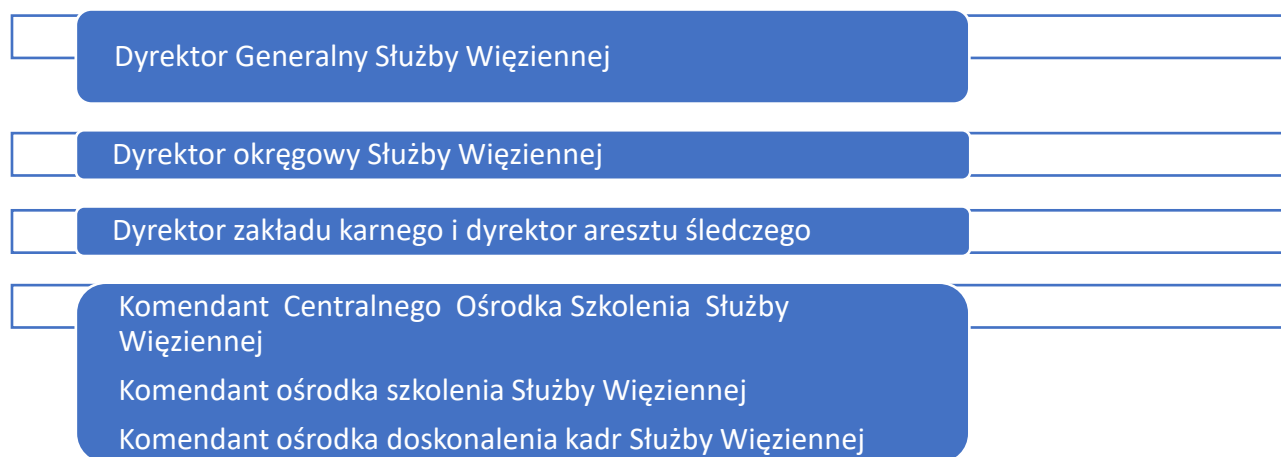 Dyrektor Generalny Służby Więziennej
Dyrektor okręgowy Służby Więziennej
Dyrektor zakładu karnego i dyrektor aresztu śledczego
Komendant Centralnego Ośrodka Szkolenia Służby
Więziennej
Komendant ośrodka szkolenia Służby Więziennej
Komendant ośrodka doskonalenia kadr Służby Więziennej